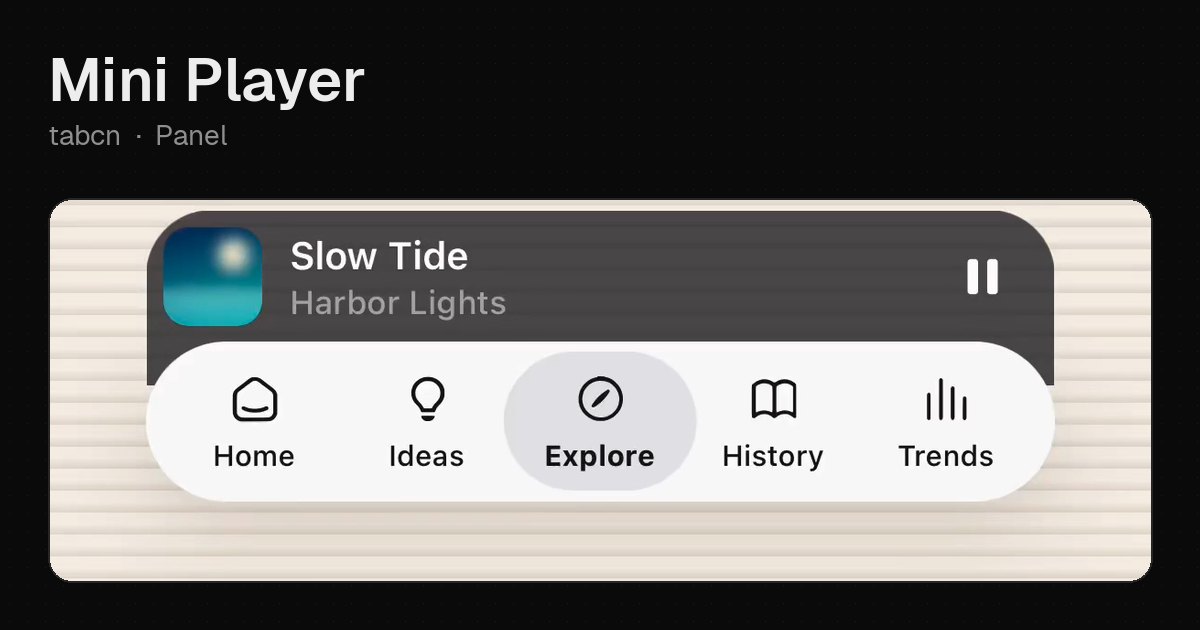 Mini Player
tabcn · Panel
Slow Tide
Harbor Lights
Home Ideas Explore History Trends